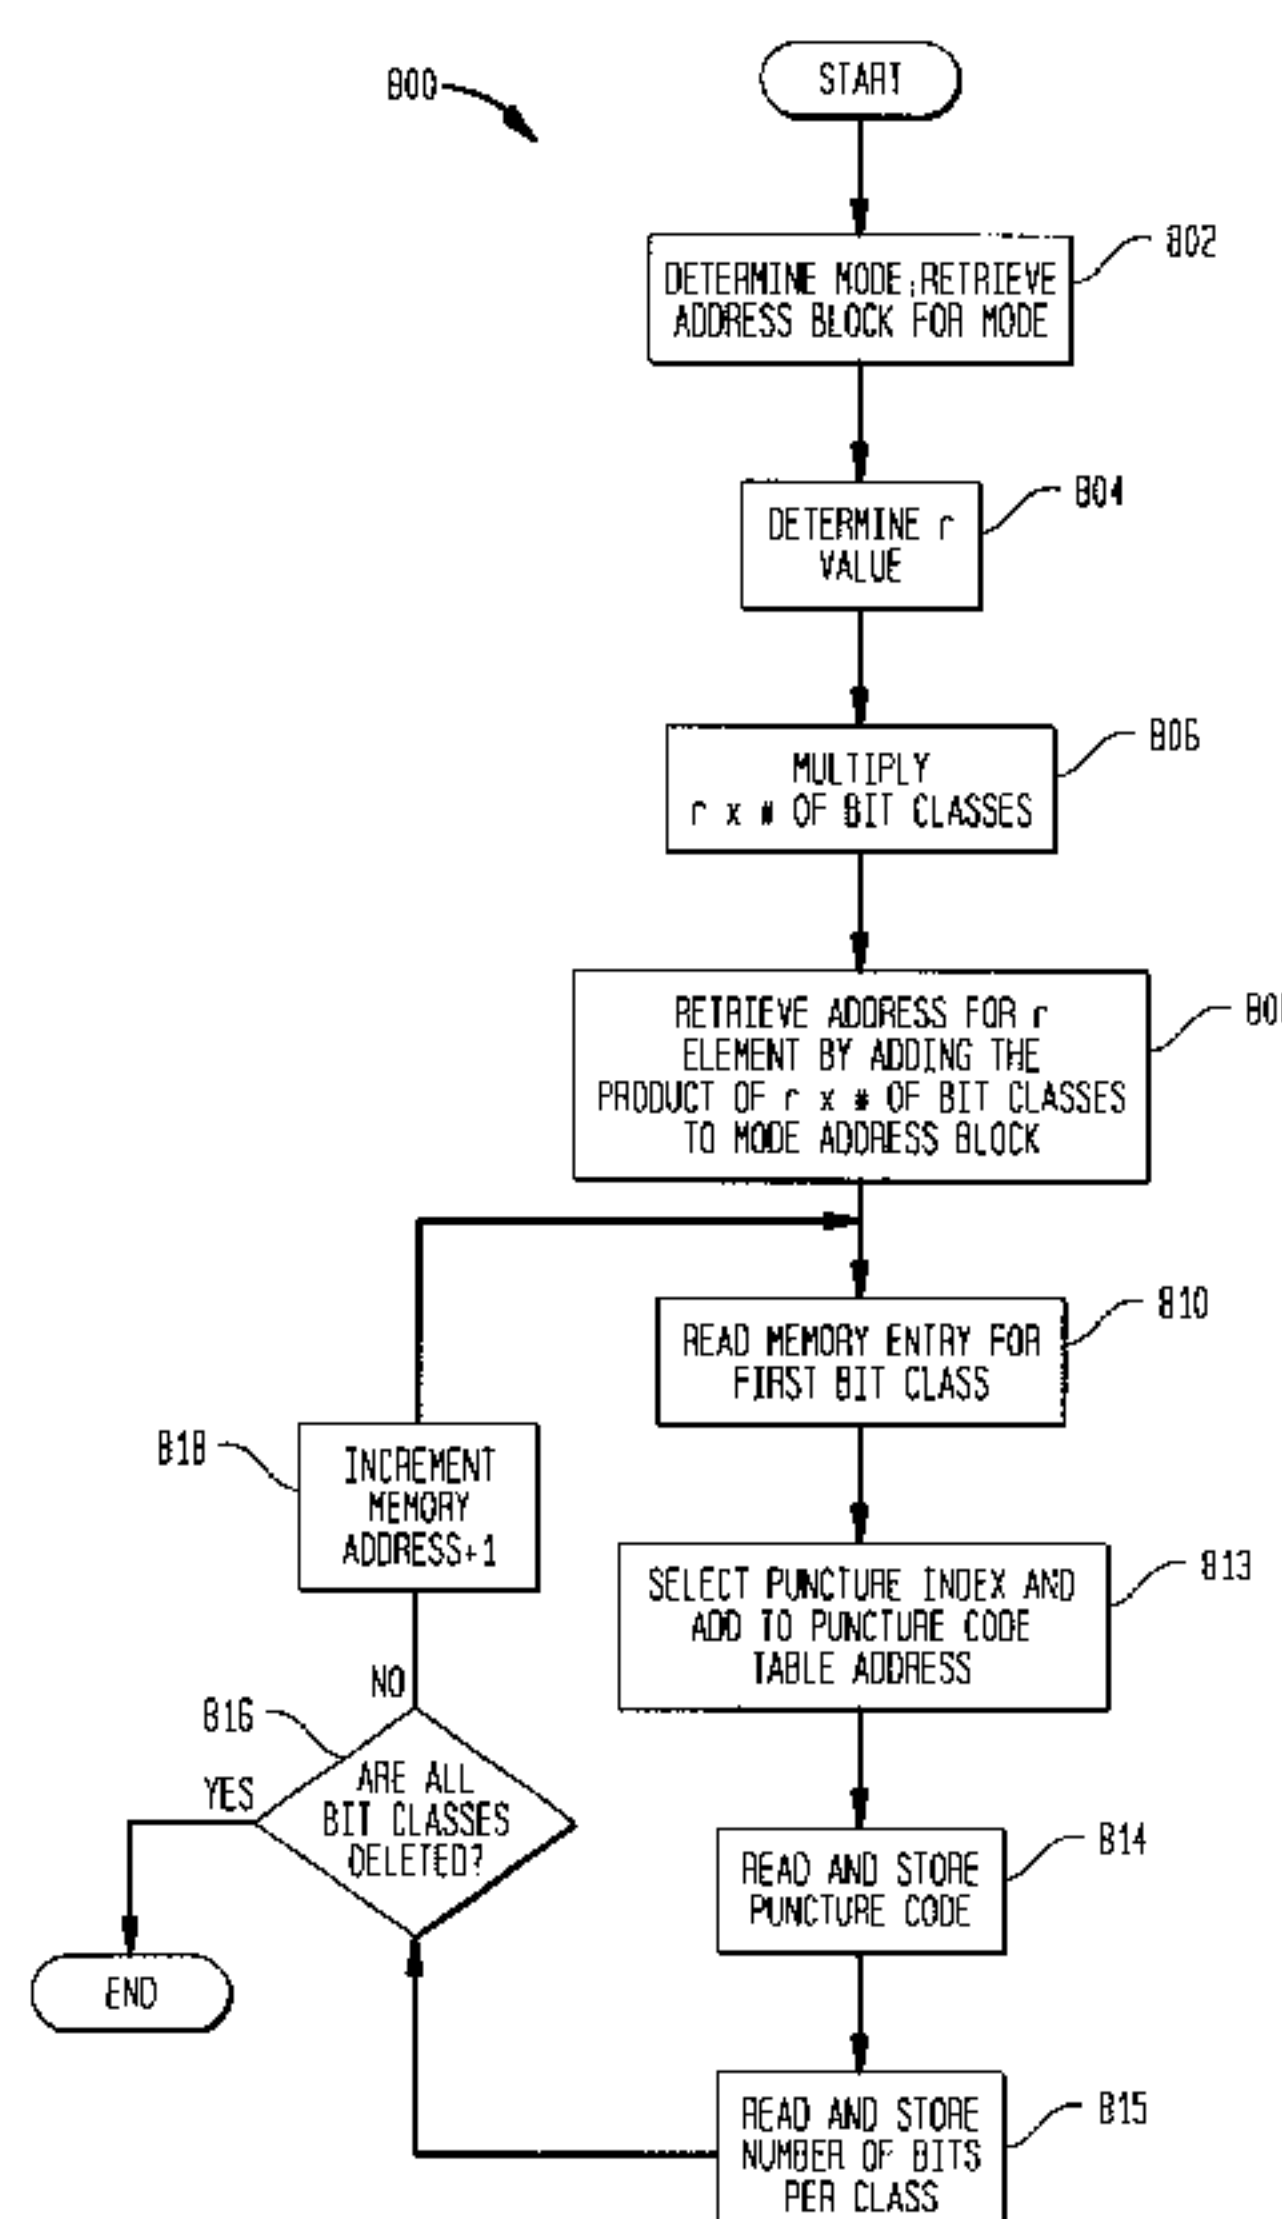 800
START
802
DETERMINE MODE;RETRIEVE
ADDRESS BLOCK FOR MODE
804
DETERMINE r
VALUE
806
MULTIPLY
r x # OF BIT CLASSES
RETRIEVE ADDRESS FOR r
ELEMENT BY ADDING THE
PRODUCT OF r x # OF BIT CLASSES
TO MODE ADDRESS BLOCK
810
READ MEMORY ENTRY FOR
FIRST BIT CLASS
818
INCREMENT
MEMORY
ADDRESS+1
813
SELECT PUNCTURE INDEX AND
ADD TO PUNCTURE CODE
TABLE ADDRESS
NO
816
YES
ARE ALL
BIT CLASSES
DELETED?
814
READ AND STORE
PUNCTURE CODE
END
815
READ AND STORE
NUMBER OF BITS
PER CLASS